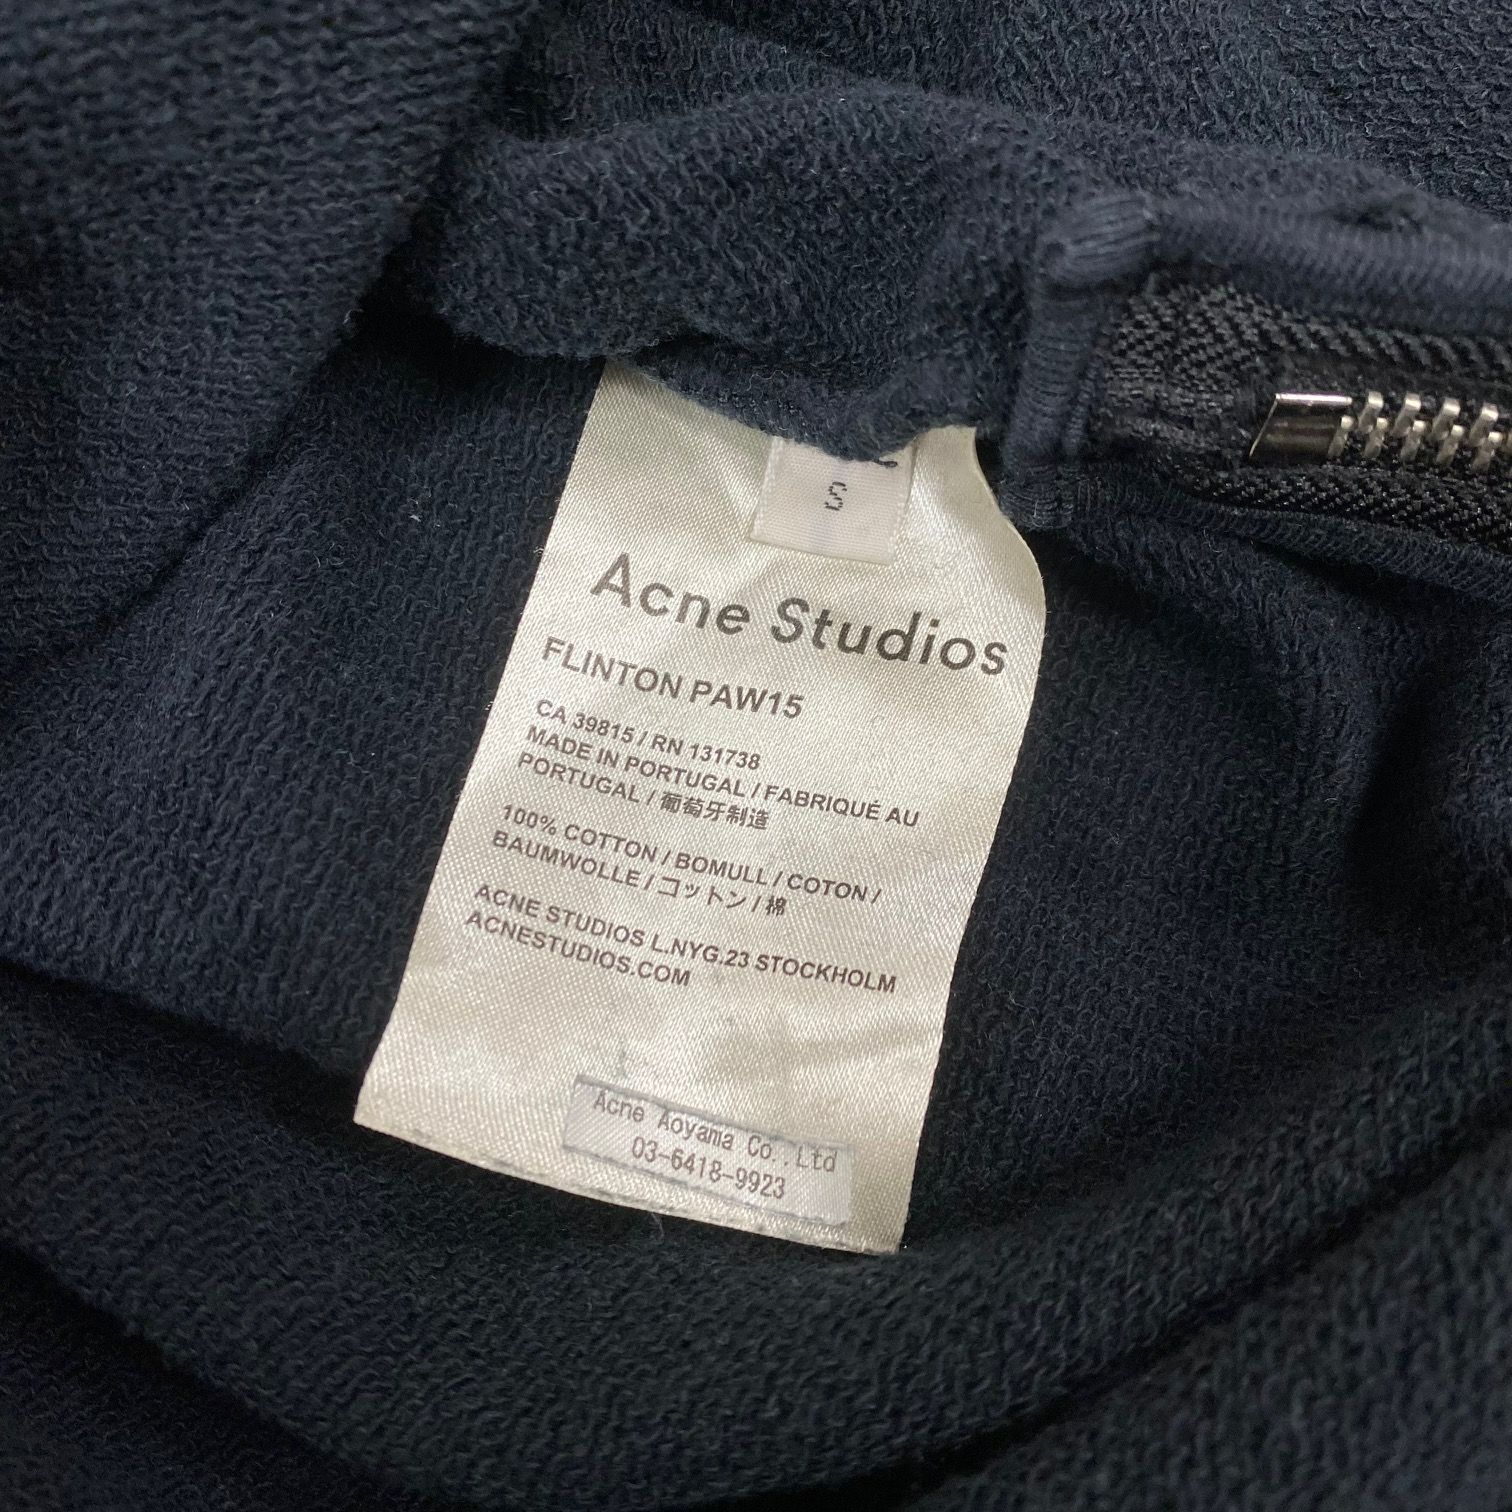 S
Acne Studios
FLINTON PAW15
CA 39815 / RN 131738
MADE IN PORTUGAL / FABRIQUÉ AU
PORTUGAL / 葡萄牙制造
100% COTTON / BOMULL / COTON /
BAUMWOLLE / コットン / 棉
ACNE STUDIOS L.NYG.23 STOCKHOLM
ACNESTUDIOS.COM
Acne Aoyama Co.,Ltd
03-6418-9923